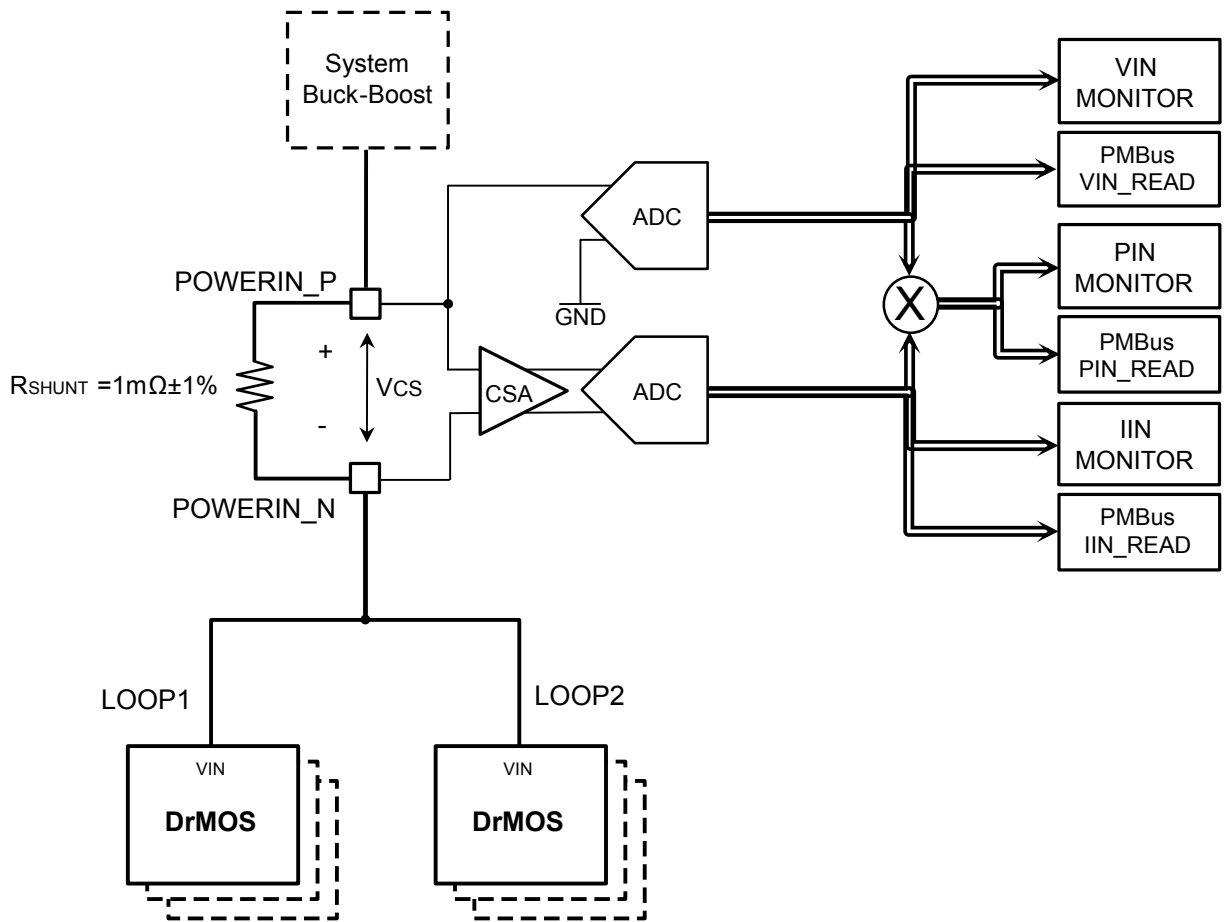 System
Buck-Boost
VIN
MONITOR
PMBus
VIN_READ
ADC
POWERIN_P
GND
X
PIN
MONITOR
PMBus
PIN_READ
RSHUNT =1mΩ±1%
+
VCS
-
CSA
ADC
IIN
MONITOR
PMBus
IIN_READ
POWERIN_N
LOOP1
LOOP2
VIN
DrMOS
VIN
DrMOS